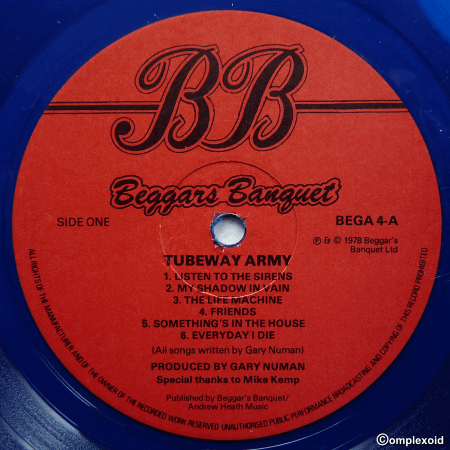 BB
Beggars Banquet
SIDE ONE
BEGA 4-A
℗ & © 1978 Beggar's
Banquet Ltd
TUBEWAY ARMY
1. LISTEN TO THE SIRENS
2. MY SHADOW IN VAIN
3. THE LIFE MACHINE
4. FRIENDS
5. SOMETHING'S IN THE HOUSE
6. EVERYDAY I DIE
(All songs written by Gary Numan)
PRODUCED BY GARY NUMAN
Special thanks to Mike Kemp
Published by Beggar's Banquet/
Andrew Heath Music
ALL RIGHTS OF THE MANUFACTURER AND OF THE OWNER OF THE RECORDED WORK RESERVED. UNAUTHORISED PUBLIC PERFORMANCE BROADCASTING AND COPYING OF THIS RECORD PROHIBITED
©omplexoid